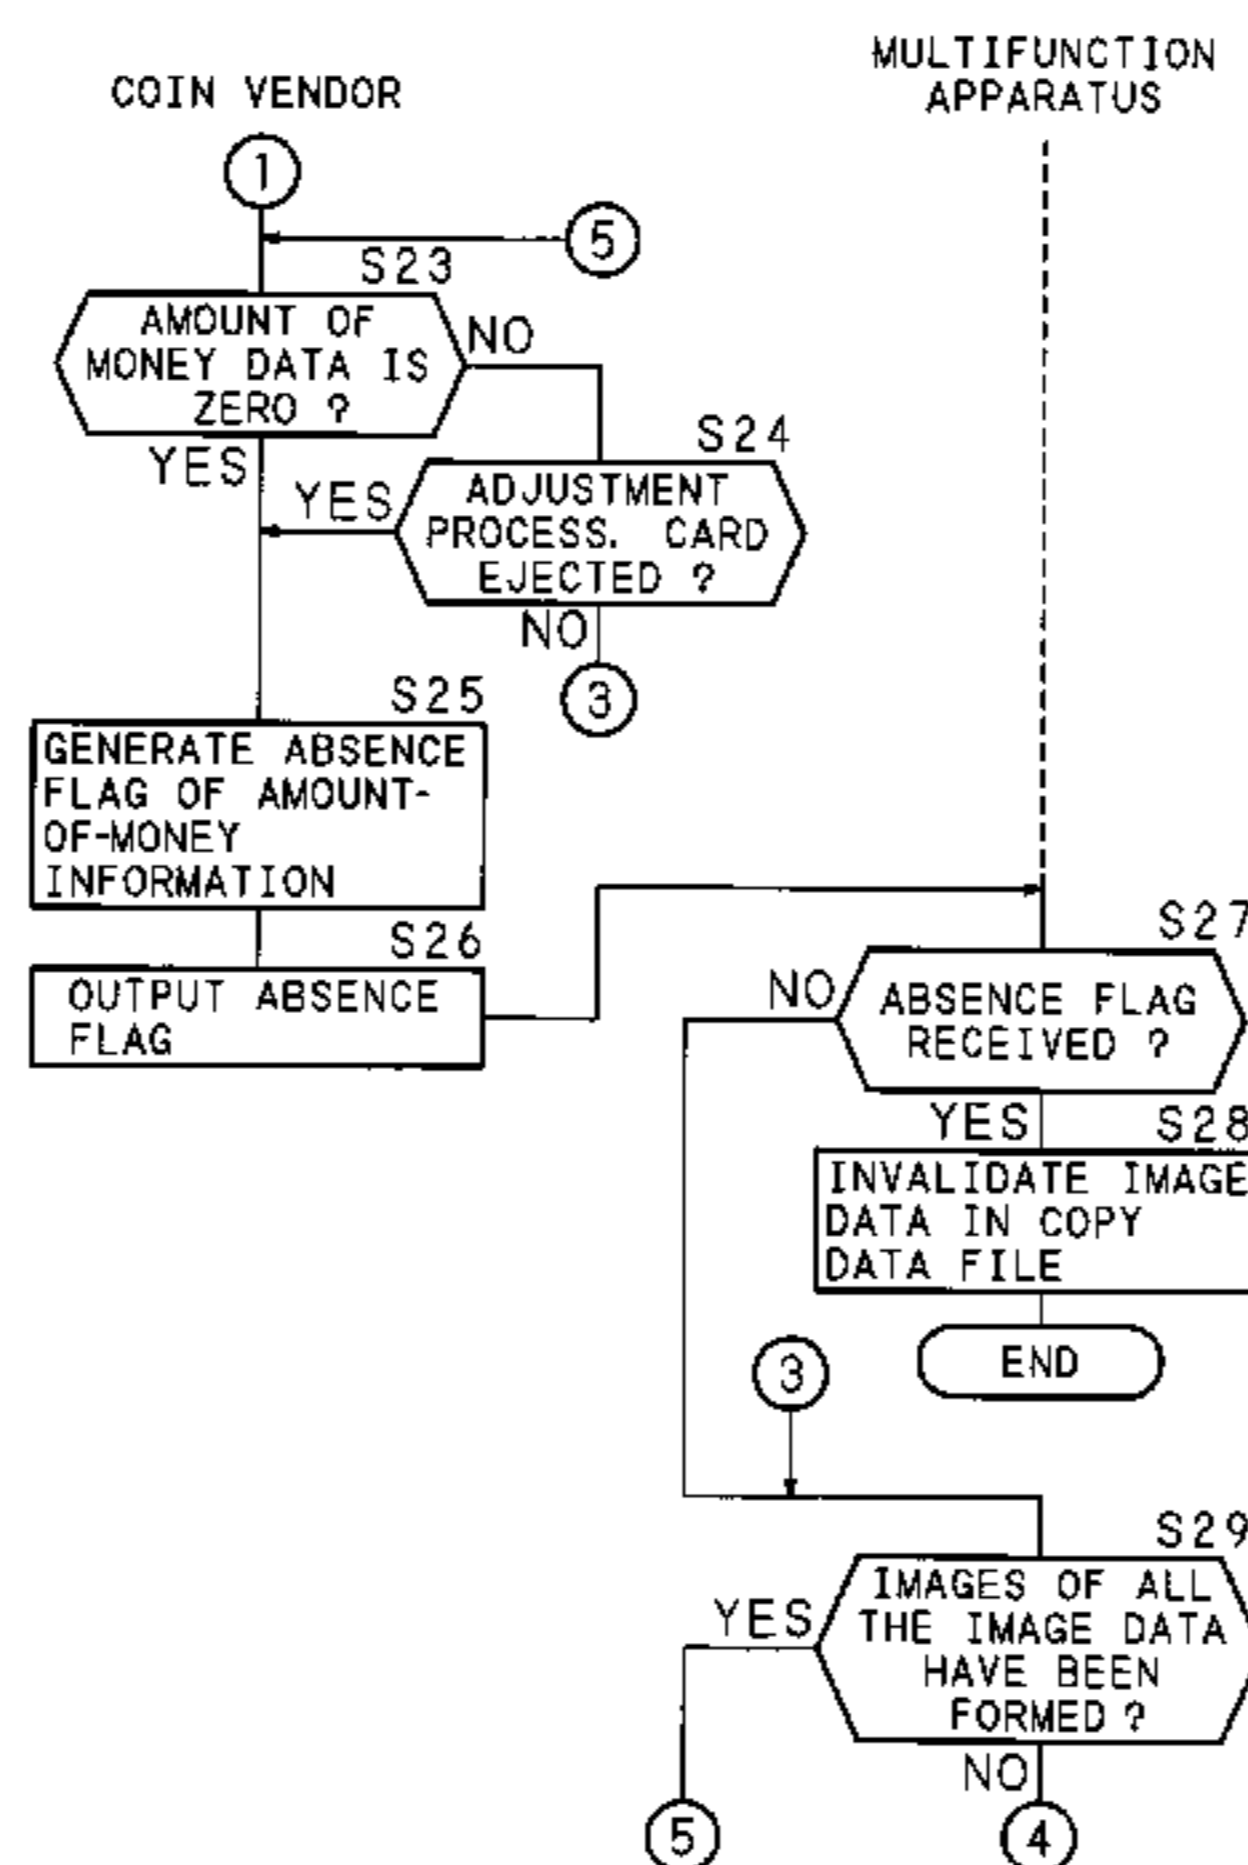 COIN VENDOR
MULTIFUNCTION
APPARATUS
1
5
S23
AMOUNT OF
MONEY DATA IS
ZERO ?
NO
YES
S24
ADJUSTMENT
PROCESS. CARD
EJECTED ?
YES
NO
3
S25
GENERATE ABSENCE
FLAG OF AMOUNT-
OF-MONEY
INFORMATION
S26
OUTPUT ABSENCE
FLAG
S27
ABSENCE FLAG
RECEIVED ?
NO
YES
S28
INVALIDATE IMAGE
DATA IN COPY
DATA FILE
END
3
S29
IMAGES OF ALL
THE IMAGE DATA
HAVE BEEN
FORMED ?
YES
NO
5
4